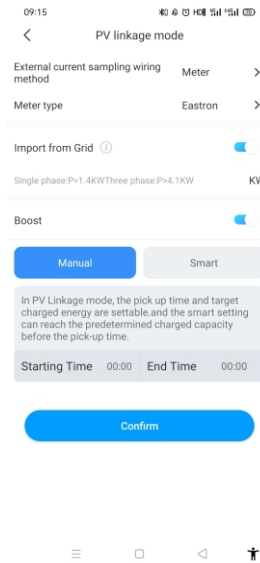 09:15
PV linkage mode
External current sampling wiring
method
Meter
Meter type
Eastron
Import from Grid
Single phase:P>1.4KWThree phase:P>4.1KW
Boost
Manual
Smart
In PV Linkage mode, the pick up time and target
charged energy are settable.and the smart setting
can reach the predetermined charged capacity
before the pick-up time.
Starting Time 00:00 End Time 00:00
Confirm